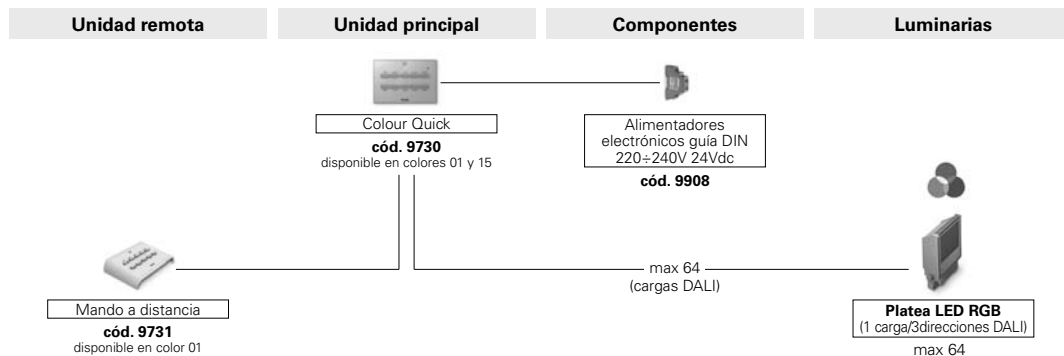 Unidad remota
Unidad principal
Componentes
Luminarias
Colour Quick
cód. 9730
disponible en colores 01 y 15
Alimentadores
electrónicos guía DIN
220÷240V 24Vdc
cód. 9908
max 64
(cargas DALI)
Mando a distancia
cód. 9731
disponible en color 01
Platea LED RGB
(1 carga/3direcciones DALI)
max 64